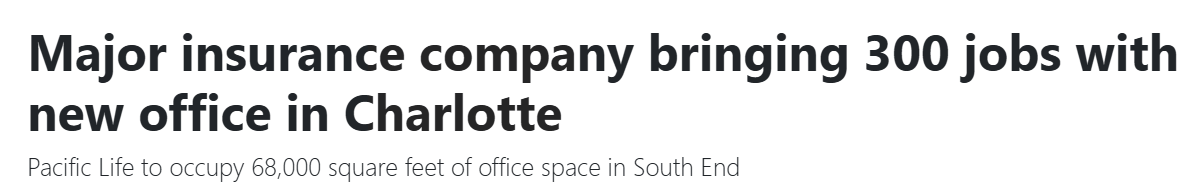 Major insurance company bringing 300 jobs with
new office in Charlotte
Pacific Life to occupy 68,000 square feet of office space in South End